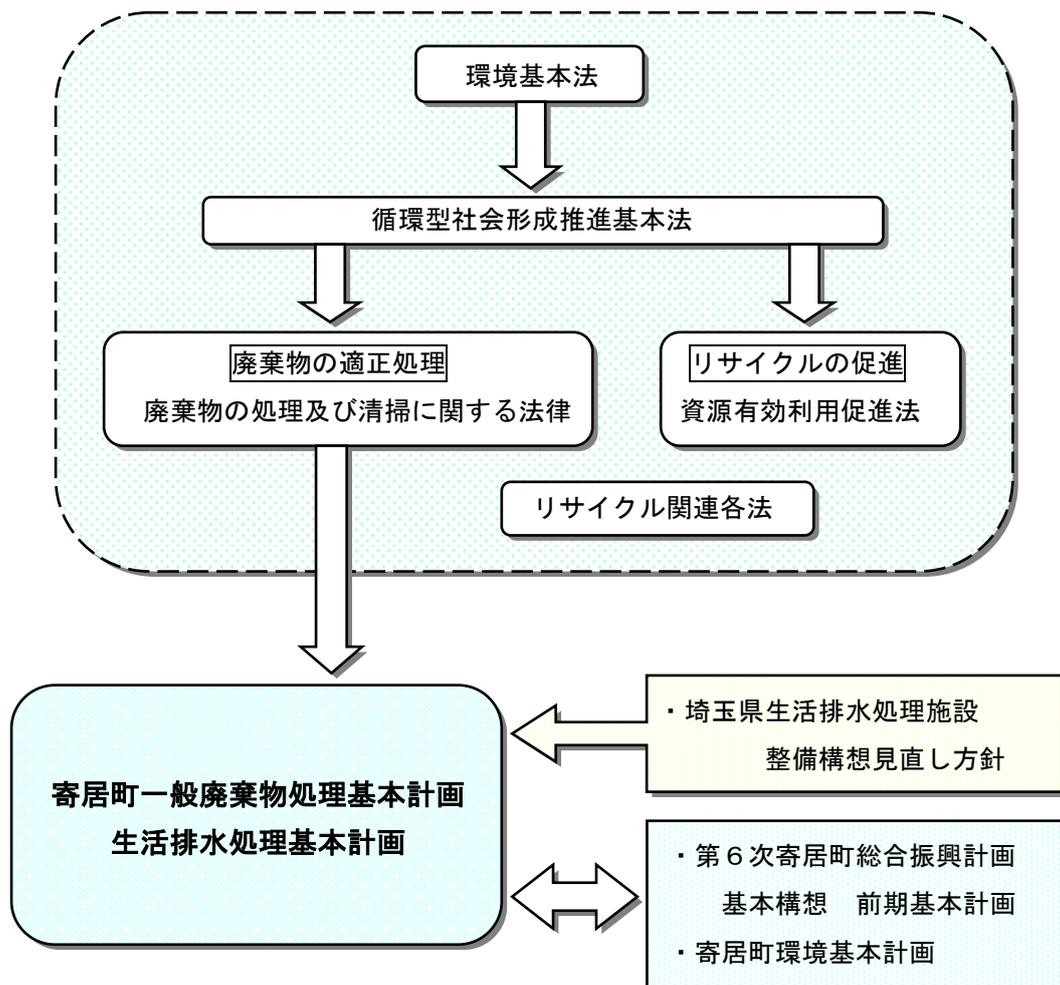 環境基本法
循環型社会形成推進基本法
廃棄物の適正処理
廃棄物の処理及び清掃に関する法律
リサイクルの促進
資源有効利用促進法
リサイクル関連各法
寄居町一般廃棄物処理基本計画
生活排水処理基本計画
・埼玉県生活排水処理施設
整備構想見直し方針
・第６次寄居町総合振興計画
基本構想　前期基本計画
・寄居町環境基本計画